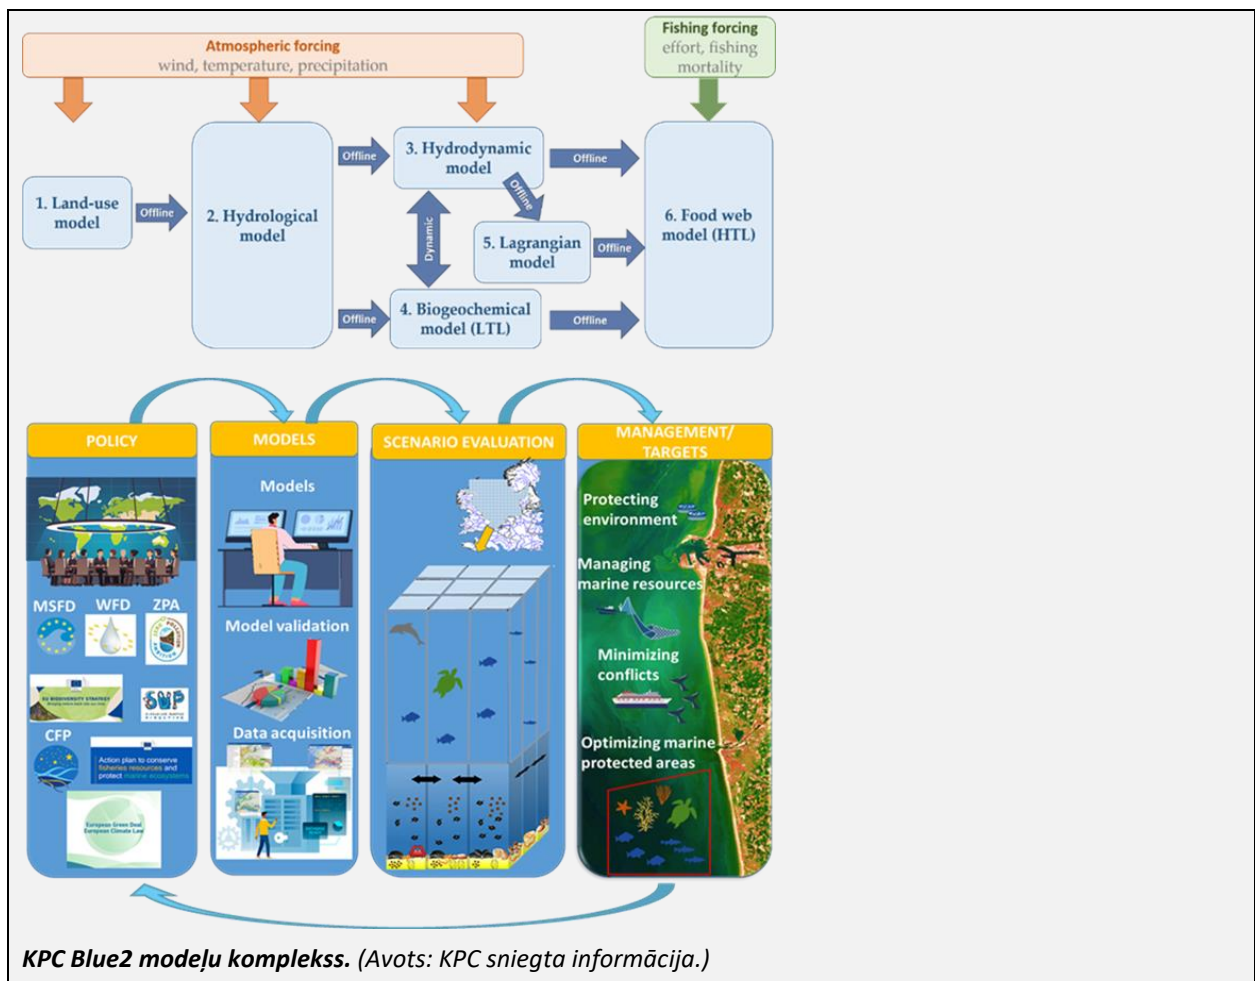 Atmospheric forcing
wind, temperature, precipitation
Fishing forcing
effort, fishing
mortality
1. Land-use
model
Offline
2. Hydrological
model
Offline
3. Hydrodynamic
model
Offline
Offline
Dynamic
5. Lagrangian
model
Offline
6. Food web
model (HTL)
Offline
4. Biogeochemical
model (LTL)
Offline
POLICY
MSFD
WFD
ZPA
EU BIODIVERSITY STRATEGY
CFP
Action plan to conserve
fisheries resources and
protect marine ecosystems
European Green Deal
European Climate Law
MODELS
Models
Model validation
Data acquisition
SCENARIO EVALUATION
MANAGEMENT/
TARGETS
Protecting
environment
Managing
marine resources
Minimizing
conflicts
Optimizing marine
protected areas
KPC Blue2 modeļu komplekss. (Avots: KPC sniegta informācija.)